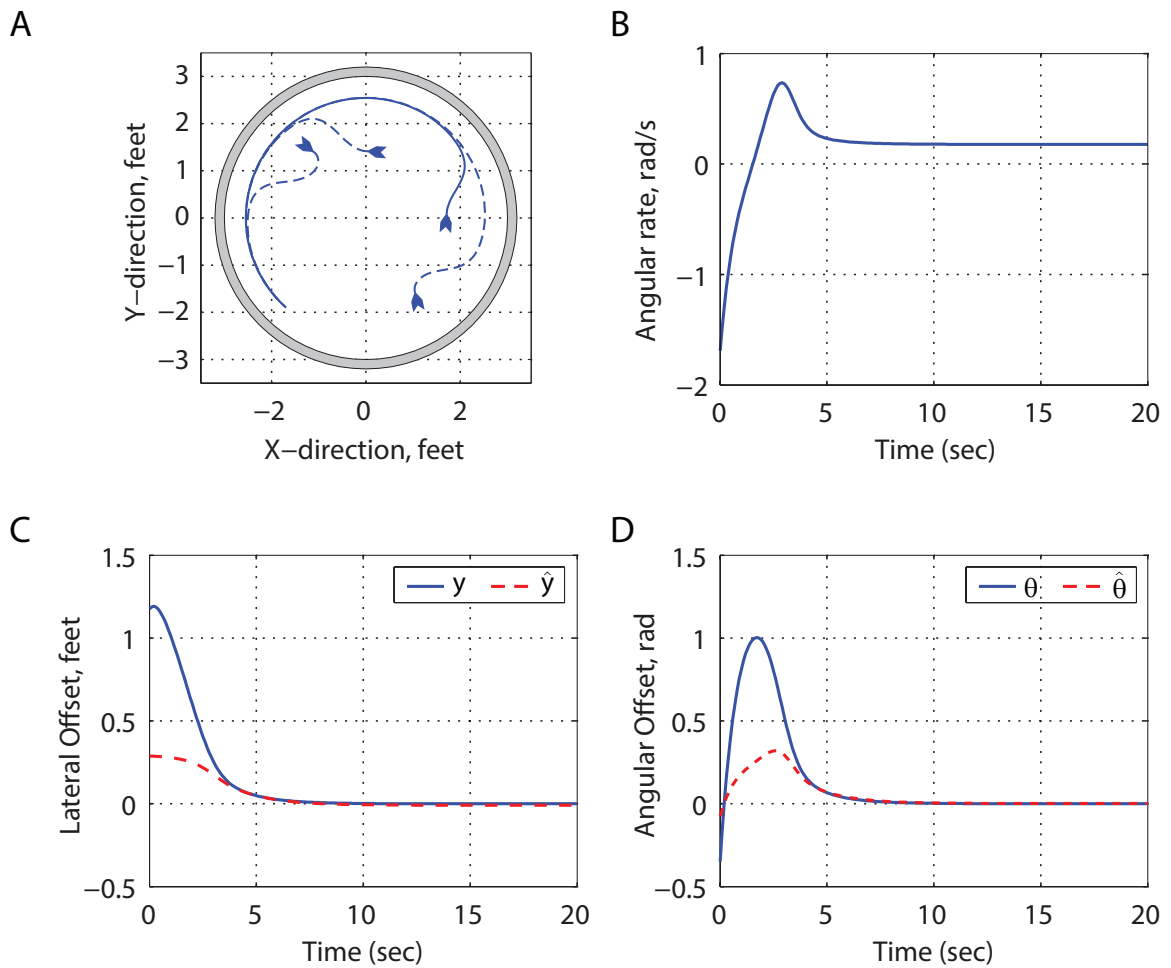 A
3
2
1
0
−1
−2
−3
Y−direction, feet
−2
0
2
X−direction, feet
B
1
0
−1
−2
Angular rate, rad/s
0
5
10
15
20
Time (sec)
C
1.5
1
0.5
0
−0.5
Lateral Offset, feet
y
ŷ
0
5
10
15
20
Time (sec)
D
1.5
1
0.5
0
−0.5
Angular Offset, rad
θ
θ̂
0
5
10
15
20
Time (sec)